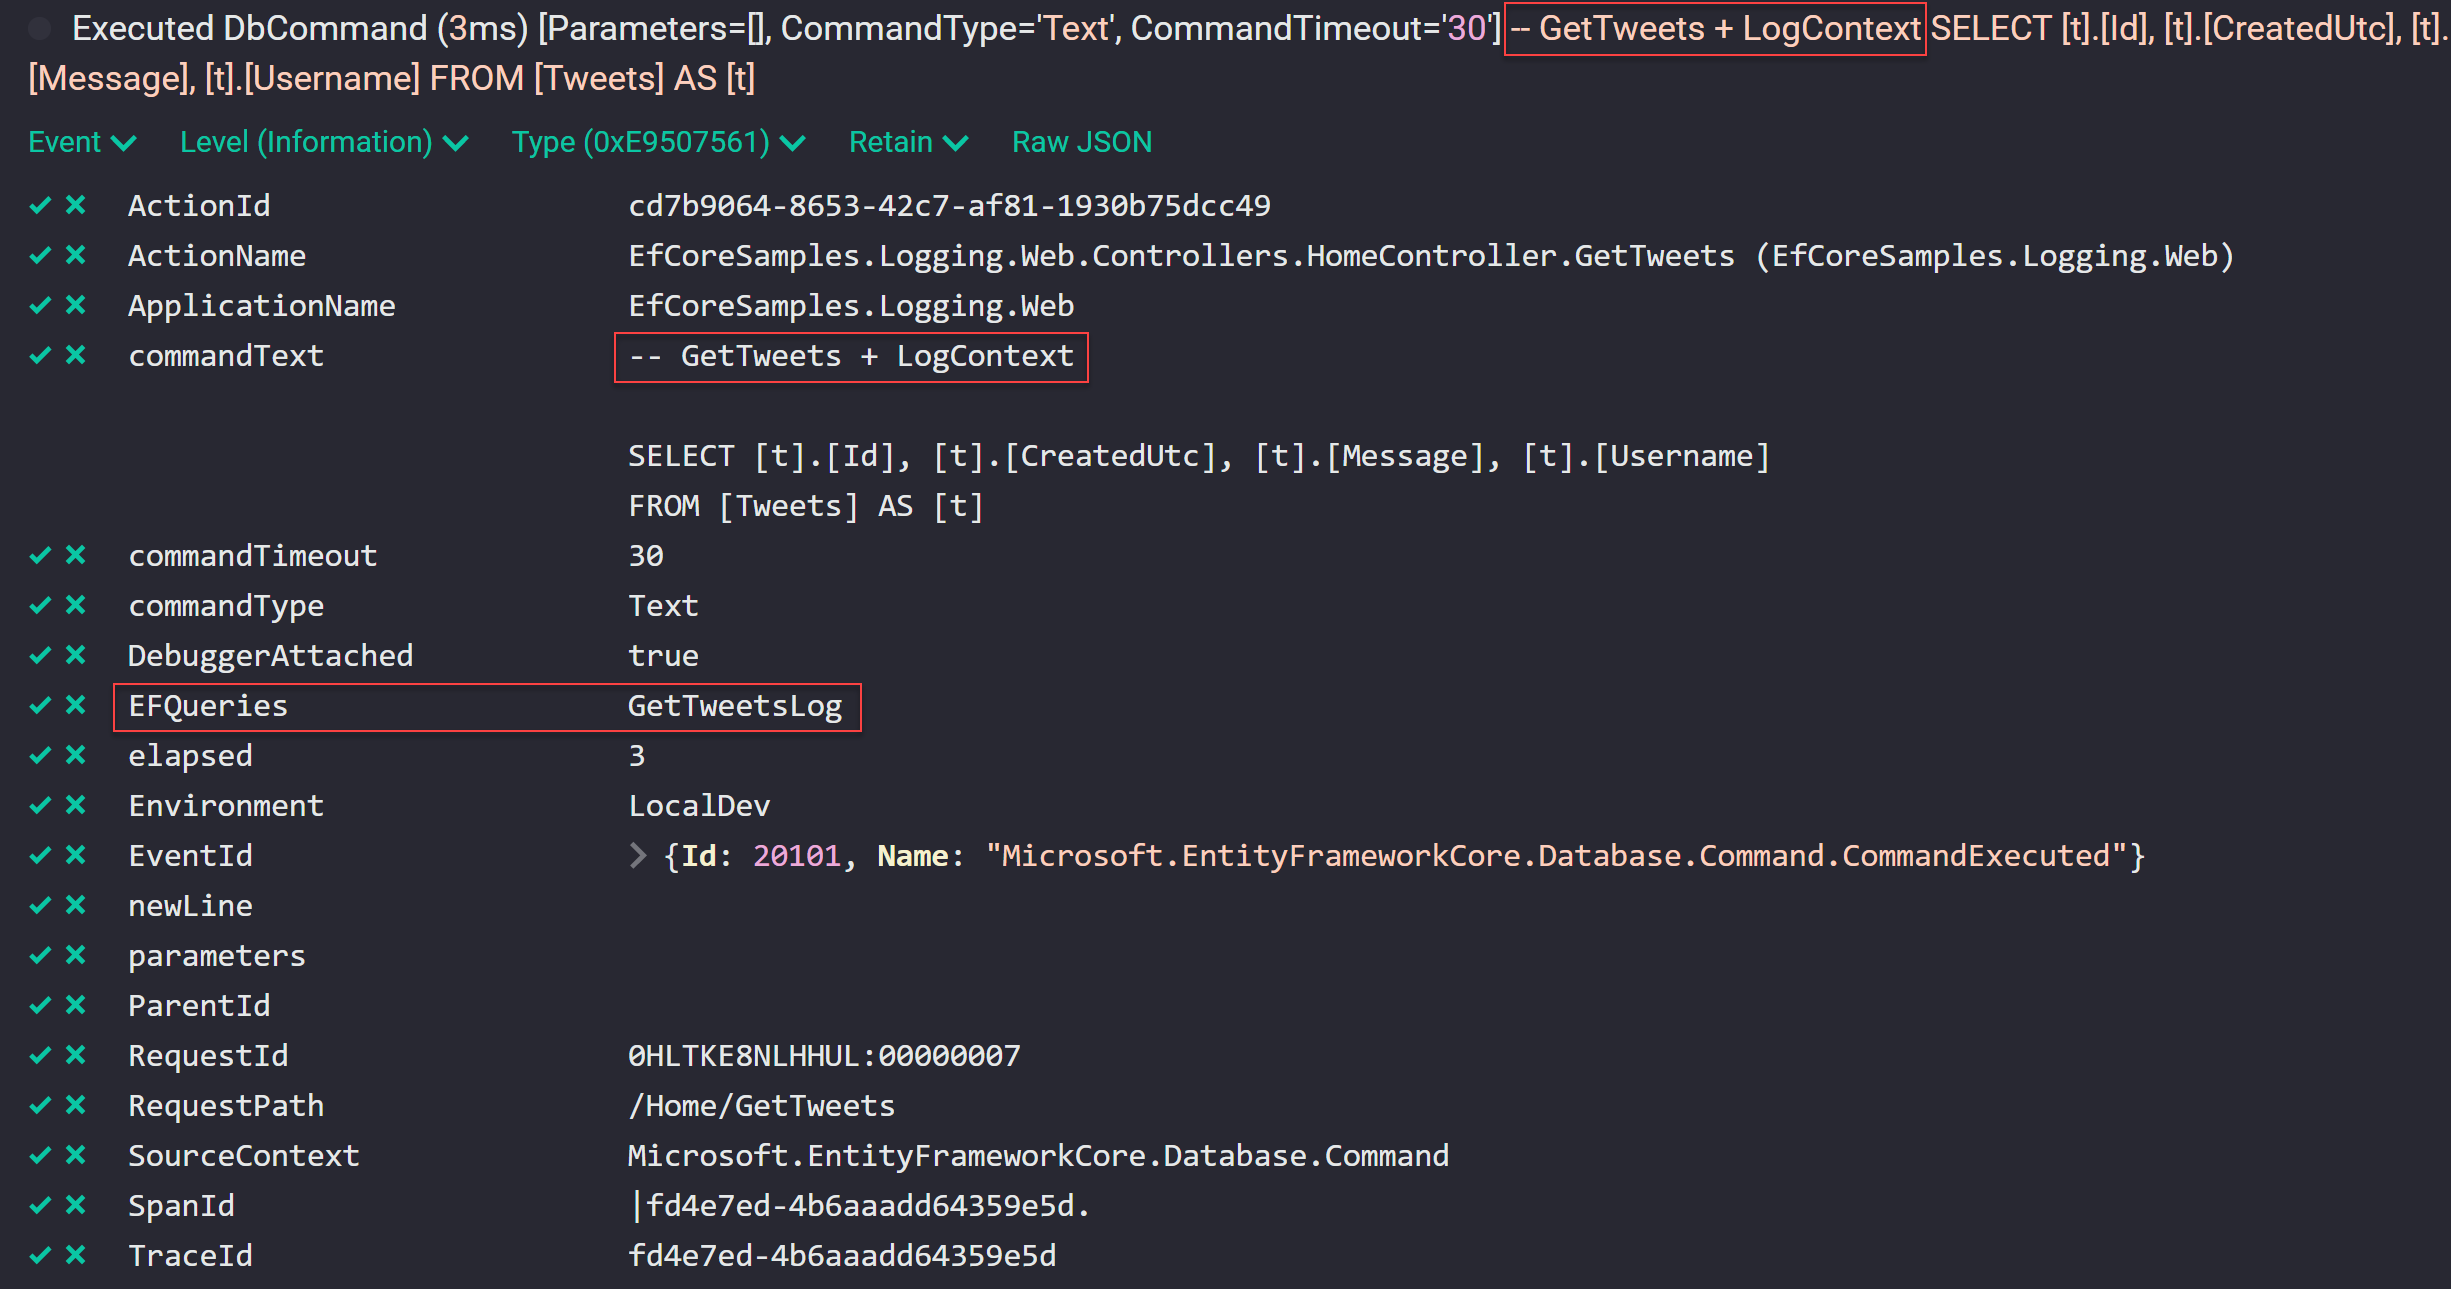 Executed DbCommand (3ms) [Parameters=[], CommandType='Text', CommandTimeout='30'] -- GetTweets + LogContext SELECT [t].[Id], [t].[CreatedUtc], [t].
[Message], [t].[Username] FROM [Tweets] AS [t]
Event Level (Information) Type (0xE9507561) Retain Raw JSON
ActionId cd7b9064-8653-42c7-af81-1930b75dcc49
ActionName EfCoreSamples.Logging.Web.Controllers.HomeController.GetTweets (EfCoreSamples.Logging.Web)
ApplicationName EfCoreSamples.Logging.Web
commandText -- GetTweets + LogContext
SELECT [t].[Id], [t].[CreatedUtc], [t].[Message], [t].[Username]
FROM [Tweets] AS [t]
commandTimeout 30
commandType Text
DebuggerAttached true
EFQueries GetTweetsLog
elapsed 3
Environment LocalDev
EventId {Id: 20101, Name: "Microsoft.EntityFrameworkCore.Database.Command.CommandExecuted"}
newLine
parameters
ParentId
RequestId 0HLTKE8NLHHUL:00000007
RequestPath /Home/GetTweets
SourceContext Microsoft.EntityFrameworkCore.Database.Command
SpanId |fd4e7ed-4b6aaadd64359e5d.
TraceId fd4e7ed-4b6aaadd64359e5d